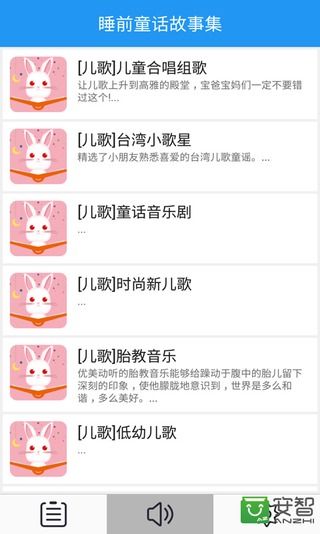 睡前童话故事集
[儿歌]儿童合唱组歌
让儿歌上升到高雅的殿堂，宝爸宝妈们一定不要错
过这个!...
[儿歌]台湾小歌星
精选了小朋友熟悉喜爱的台湾儿歌童谣。...
[儿歌]童话音乐剧
...
[儿歌]时尚新儿歌
...
[儿歌]胎教音乐
优美动听的胎教音乐能够给躁动于腹中的胎儿留下
深刻的印象，使他朦胧地意识到，世界是多么和
谐，多么美好。...
[儿歌]低幼儿歌
...
安智
ANZHI